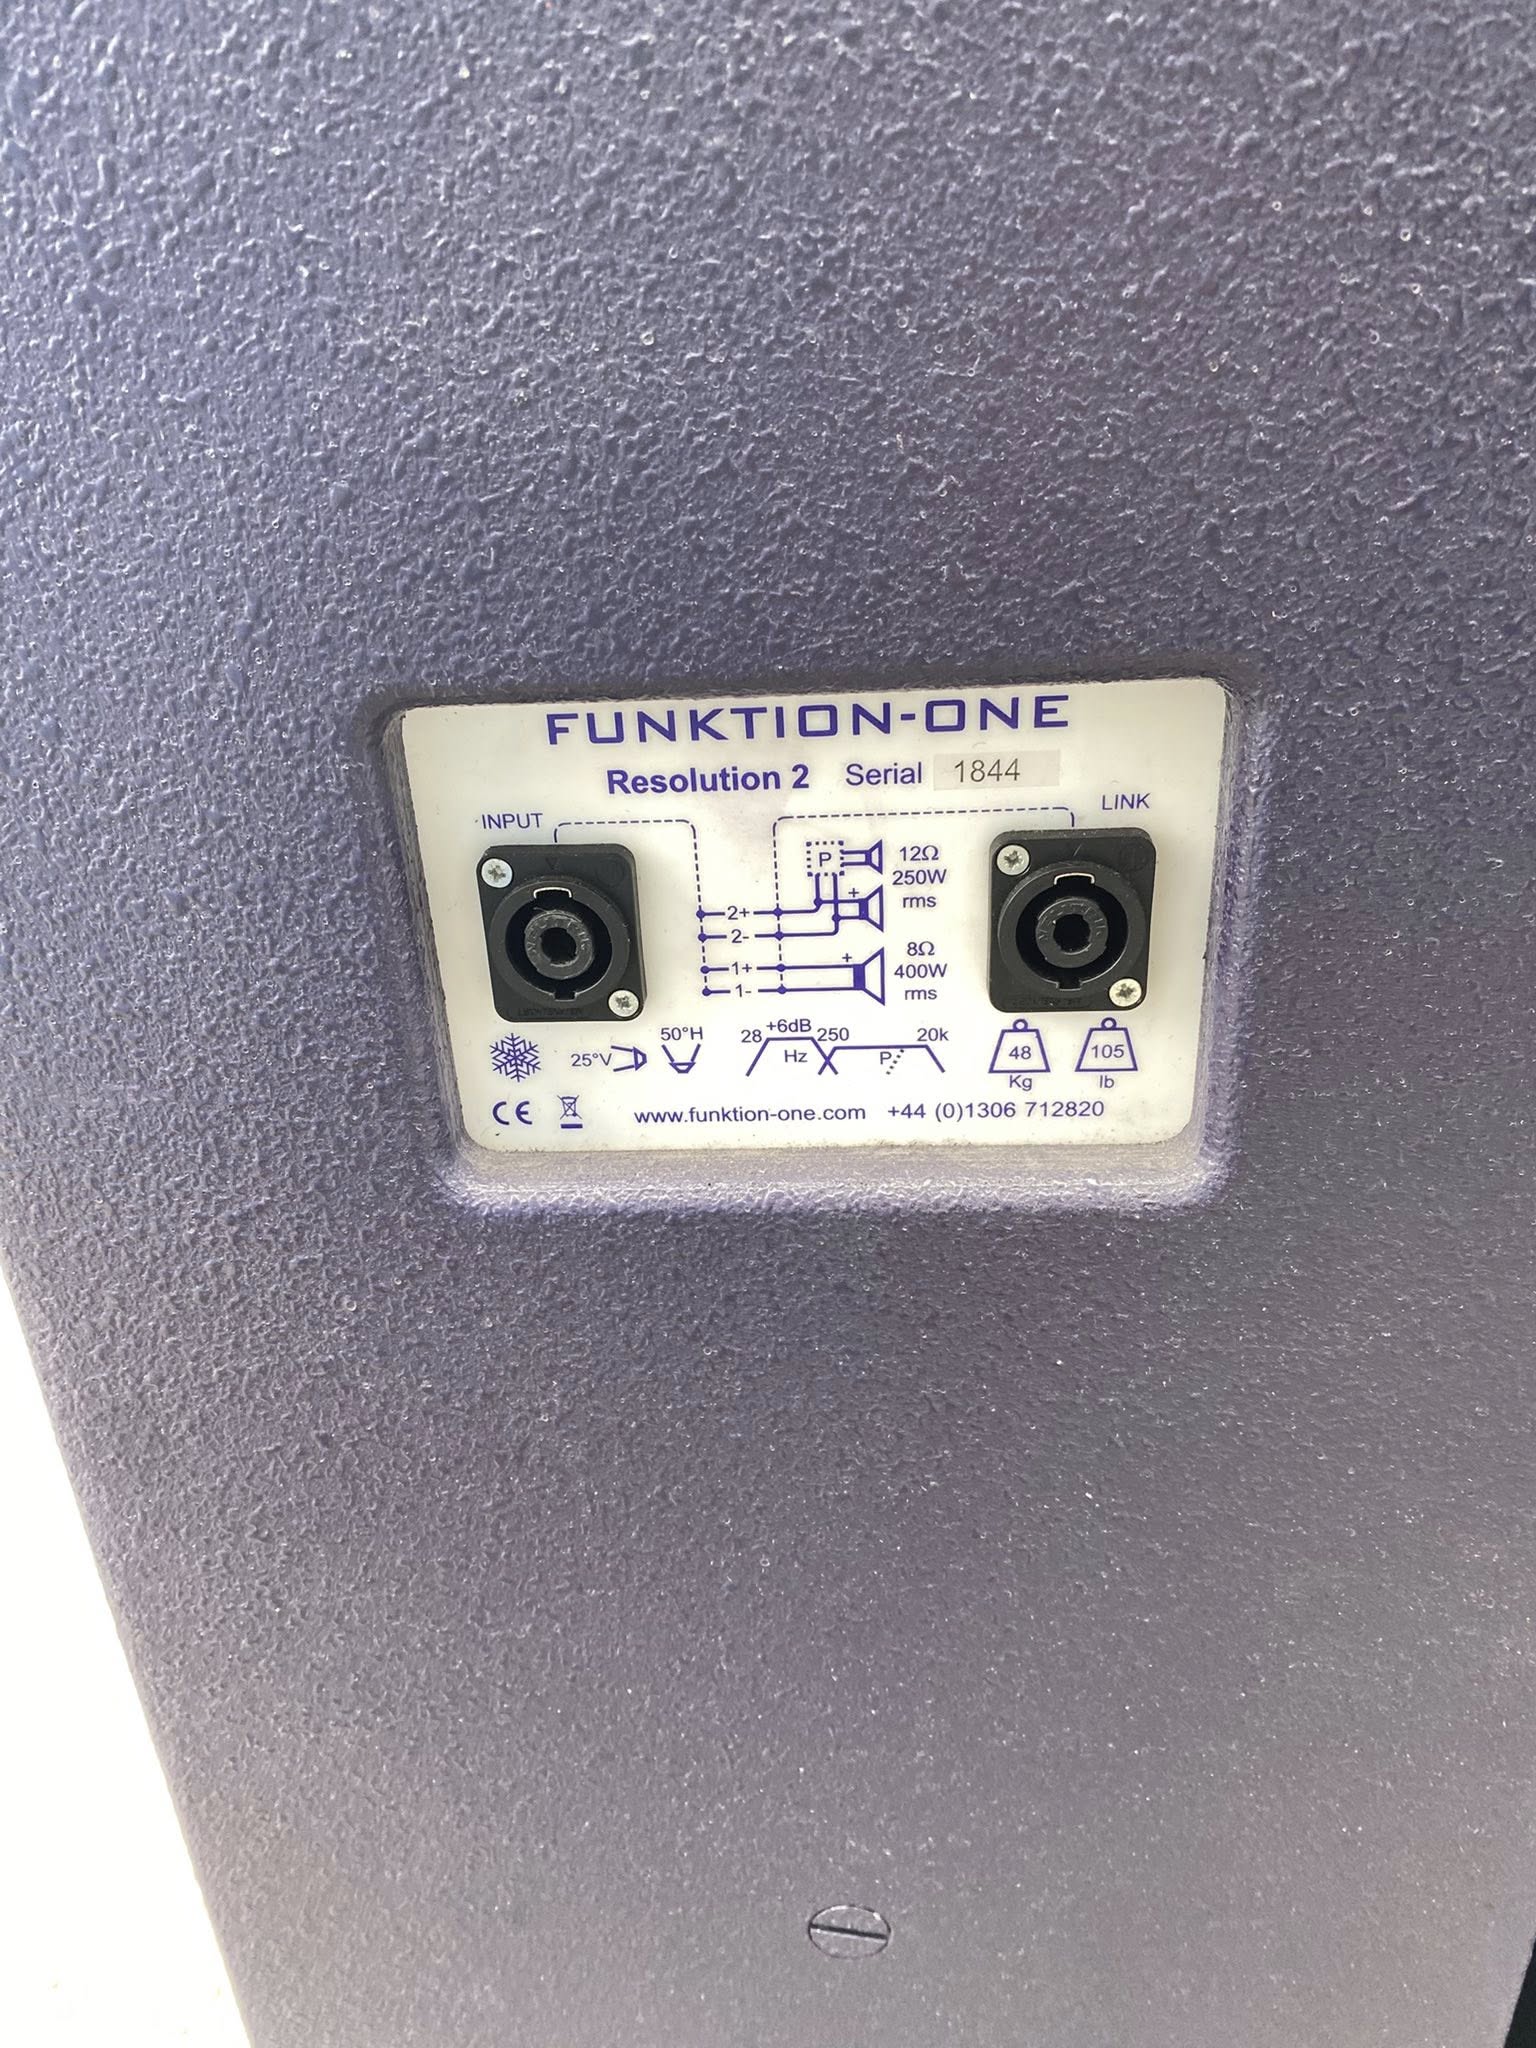 FUNKTION-ONE
Resolution 2 Serial 1844
INPUT
LINK
P
12Ω
250W
rms
+
2+
2-
+
1+
1-
8Ω
400W
rms
25°V
50°H
28 +6dB 250 20k
Hz
P
48
Kg
105
lb
CE
www.funktion-one.com +44 (0)1306 712820